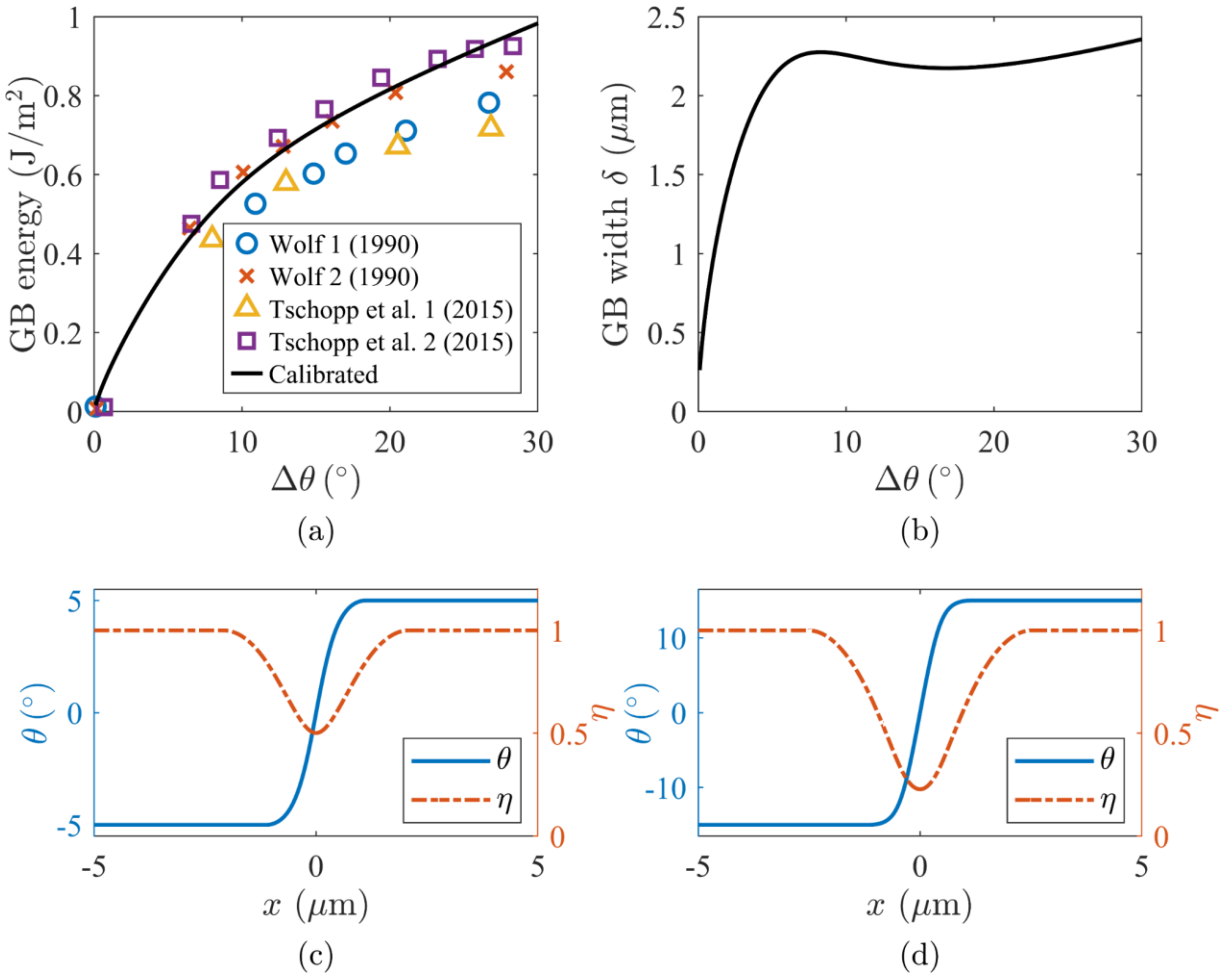 GB energy (J/m²)
1
0.8
0.6
0.4
0.2
0
0 10 20 30
Δθ (°)
Wolf 1 (1990)
Wolf 2 (1990)
Tschopp et al. 1 (2015)
Tschopp et al. 2 (2015)
Calibrated
(a)
GB width δ (μm)
2.5
2
1.5
1
0.5
0
0 10 20 30
Δθ (°)
(b)
θ (°)
5
0
-5
1
0.5
0
η
θ
η
-5 0 5
x (μm)
(c)
θ (°)
10
0
-10
1
0.5
0
η
θ
η
-5 0 5
x (μm)
(d)